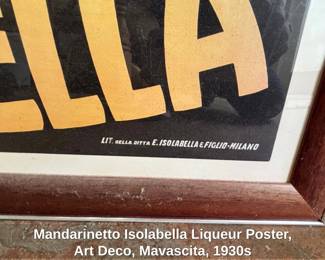 ELLA
LIT. DELLA DITTA E. ISOLABELLA & FIGLIO-MILANO
Mandarinetto Isolabella Liqueur Poster,
Art Deco, Mavascita, 1930s